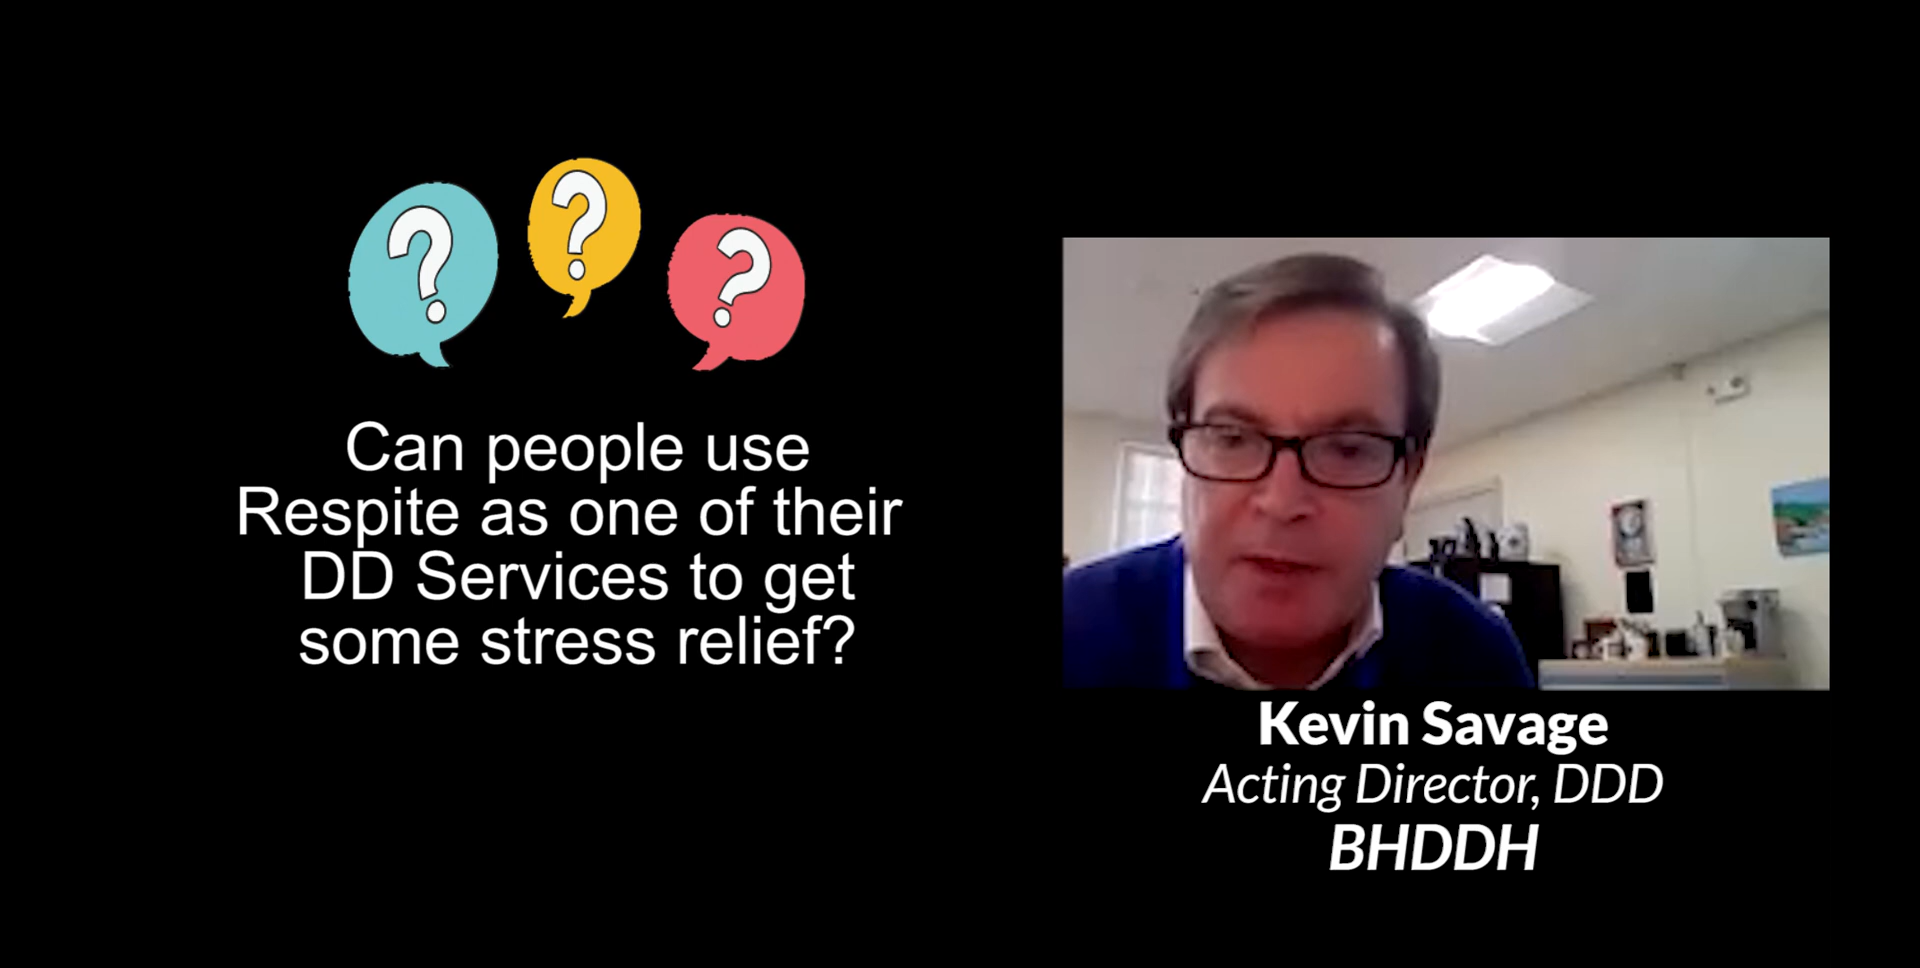 ? ? ?
Can people use
Respite as one of their
DD Services to get
some stress relief?
Kevin Savage
Acting Director, DDD
BHDDH